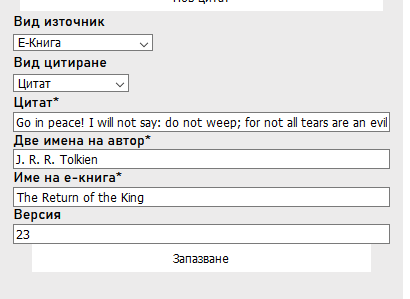 Нов цитат
Вид източник
Е-Книга
Вид цитиране
Цитат
Цитат*
Go in peace! I will not say: do not weep; for not all tears are an evil
Две имена на автор*
J. R. R. Tolkien
Име на е-книга*
The Return of the King
Версия
23
Запазване